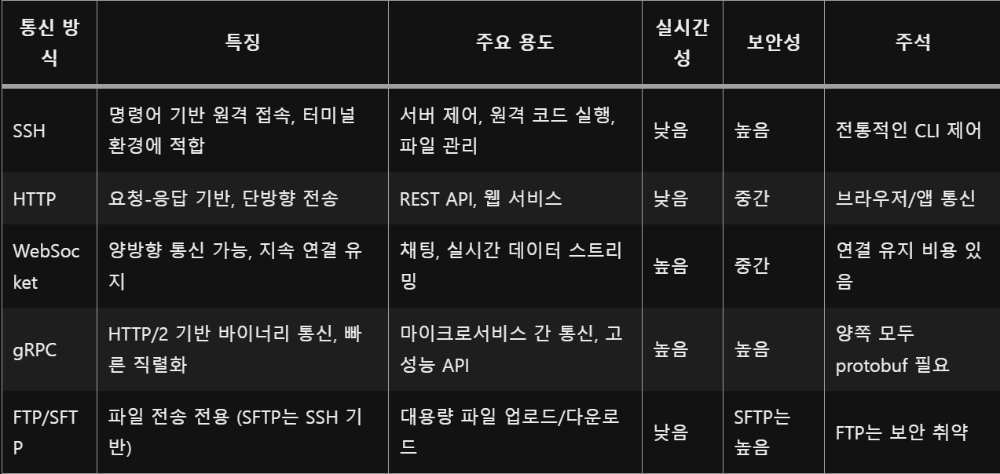 통신 방
식
특징
주요 용도
실시간
성
보안성
주석
SSH
명령어 기반 원격 접속, 터미널
환경에 적합
서버 제어, 원격 코드 실행,
파일 관리
낮음
높음
전통적인 CLI 제어
HTTP
요청-응답 기반, 단방향 전송
REST API, 웹 서비스
낮음
중간
브라우저/앱 통신
WebSoc
ket
양방향 통신 가능, 지속 연결 유
지
채팅, 실시간 데이터 스트리
밍
높음
중간
연결 유지 비용 있
음
gRPC
HTTP/2 기반 바이너리 통신, 빠
른 직렬화
마이크로서비스 간 통신, 고
성능 API
높음
높음
양쪽 모두
protobuf 필요
FTP/SFT
P
파일 전송 전용 (SFTP는 SSH 기
반)
대용량 파일 업로드/다운로
드
낮음
SFTP는
높음
FTP는 보안 취약